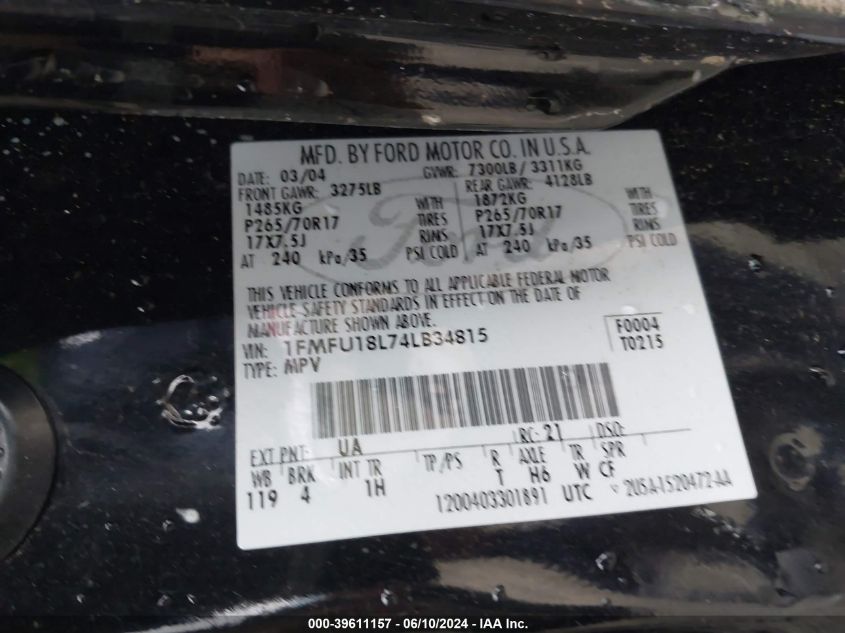 MFD. BY FORD MOTOR CO. IN U.S.A.
DATE: 03/04 GVWR: 7300LB / 3311KG
FRONT GAWR: 3275LB REAR GAWR: 4128LB
1485KG WITH 1872KG WITH
P265/70R17 TIRES P265/70R17 TIRES
17X7.5J RIMS 17X7.5J RIMS
AT 240 kPa/35 PSI COLD AT 240 kPa/35 PSI COLD
Ford
THIS VEHICLE CONFORMS TO ALL APPLICABLE FEDERAL MOTOR
VEHICLE SAFETY STANDARDS IN EFFECT ON THE DATE OF
MANUFACTURE SHOWN ABOVE.
VIN: 1FMFU18L74LB34815 F0004
TYPE: MPV T0215
EXT PNT: UA RC: 21 DSO:
WB BRK INT TR TP/PS R AXLE TR SPR
119 4 1H T H6 W CF
1200403301891 UTC 2U5A-1520472-AA
000-39611157 - 06/10/2024 - IAA Inc.